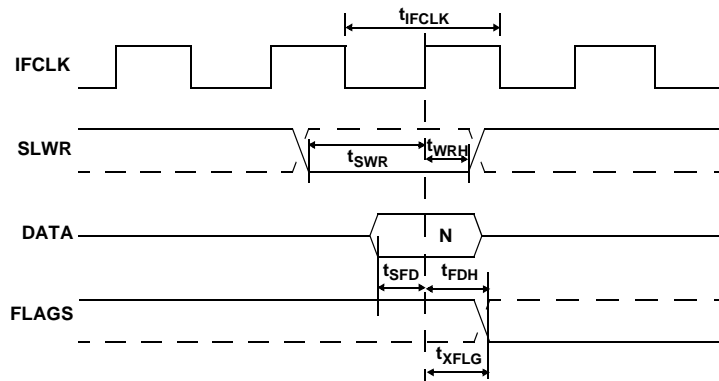 tIFCLK
IFCLK
SLWR
tSWR
tWRH
DATA
N
tSFD
tFDH
FLAGS
tXFLG